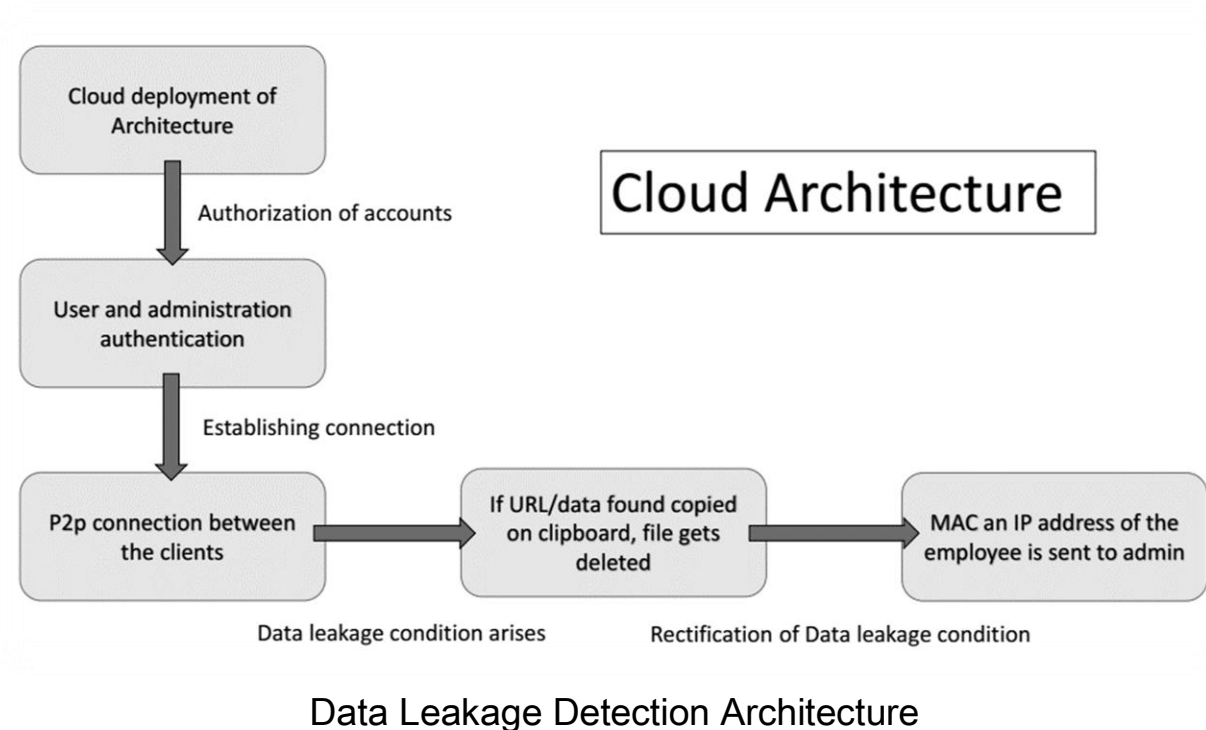 Cloud deployment of
Architecture
Cloud Architecture
Authorization of accounts
User and administration
authentication
Establishing connection
P2p connection between
the clients
If URL/data found copied
on clipboard, file gets
deleted
MAC an IP address of the
employee is sent to admin
Data leakage condition arises
Rectification of Data leakage condition
Data Leakage Detection Architecture